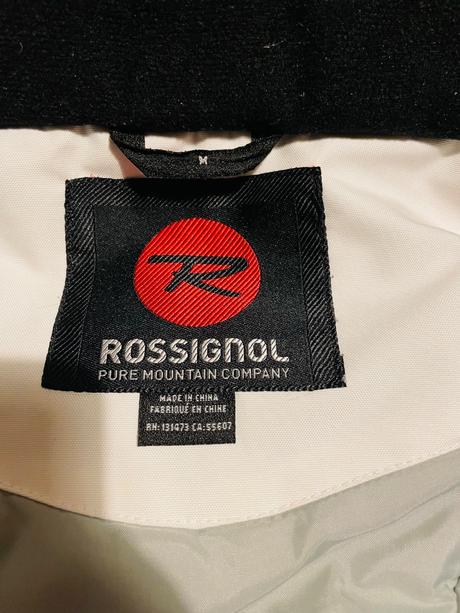 M
R
ROSSIGNOL
PURE MOUNTAIN COMPANY
MADE IN CHINA
FABRIQUÉ EN CHINE
RN: 131473 CA:55607